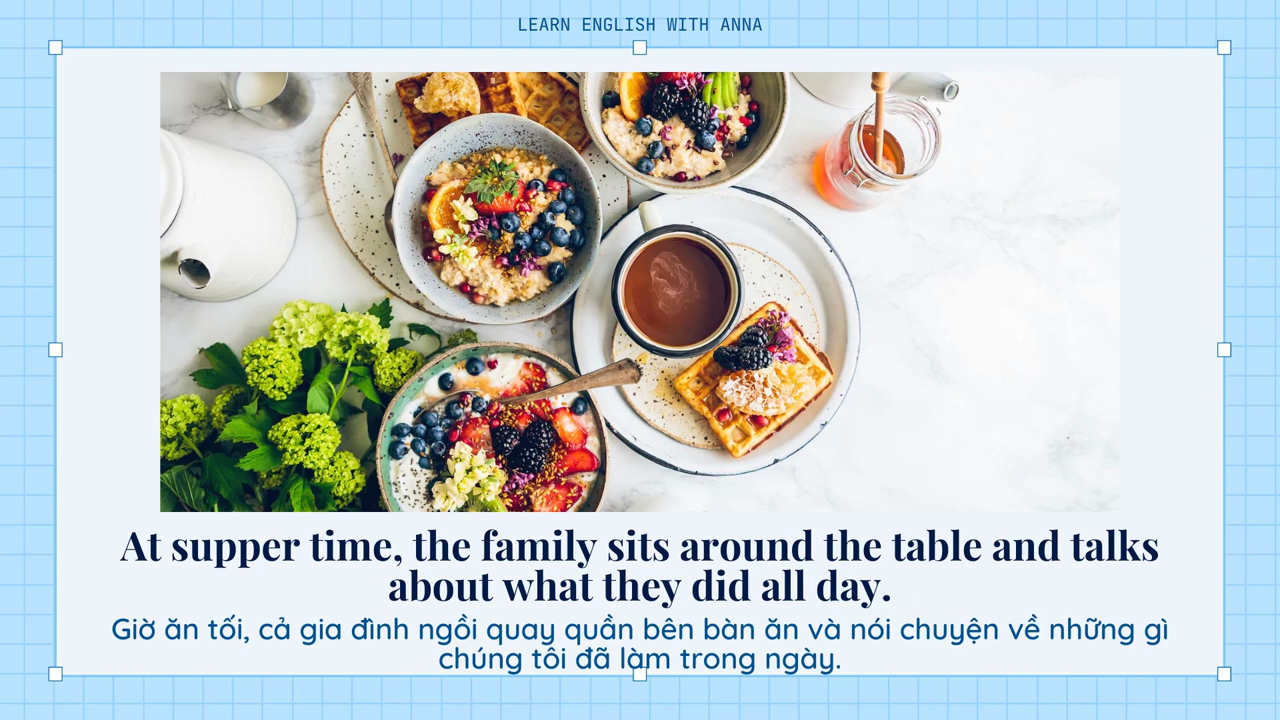 LEARN ENGLISH WITH ANNA
At supper time, the family sits around the table and talks
about what they did all day.
Giờ ăn tối, cả gia đình ngồi quay quần bên bàn ăn và nói chuyện về những gì
chúng tôi đã làm trong ngày.